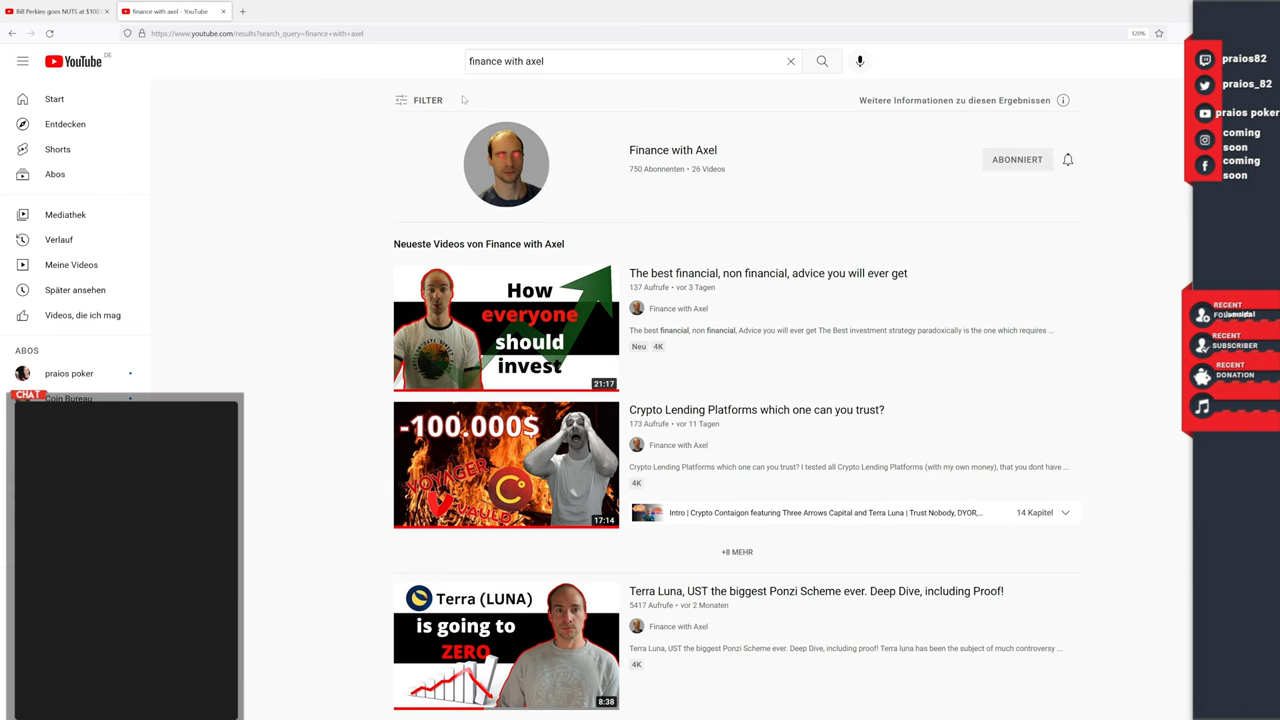 Bill Perkins goes NUTS at $100
finance with axel - YouTube
https://www.youtube.com/results?search_query=finance+with+axel
120%
YouTube DE
finance with axel
Start
Entdecken
Shorts
Abos
Mediathek
Verlauf
Meine Videos
Später ansehen
Videos, die ich mag
ABOS
praios poker
Coin Bureau
CHAT
FILTER
Weitere Informationen zu diesen Ergebnissen
Finance with Axel
750 Abonnenten • 26 Videos
ABONNIERT
Neueste Videos von Finance with Axel
How
everyone
should
invest
21:17
The best financial, non financial, advice you will ever get
137 Aufrufe • vor 3 Tagen
Finance with Axel
The best financial, non financial, Advice you will ever get The Best investment strategy paradoxically is the one which requires ...
Neu
4K
-100.000$
VOYAGER
VAULD
17:14
Crypto Lending Platforms which one can you trust?
173 Aufrufe • vor 11 Tagen
Finance with Axel
Crypto Lending Platforms which one can you trust? I tested all Crypto Lending Platforms (with my own money), that you dont have ...
4K
Intro | Crypto Contaigon featuring Three Arrows Capital and Terra Luna | Trust Nobody, DYOR,...
14 Kapitel
+8 MEHR
Terra (LUNA)
is going to
ZERO
8:38
Terra Luna, UST the biggest Ponzi Scheme ever. Deep Dive, including Proof!
5417 Aufrufe • vor 2 Monaten
Finance with Axel
Terra Luna, UST the biggest Ponzi Scheme ever. Deep Dive, including proof! Terra luna has been the subject of much controversy ...
4K
praios82
praios_82
praios poker
coming
soon
coming
soon
RECENT
RECENT
SUBSCRIBER
RECENT
DONATION